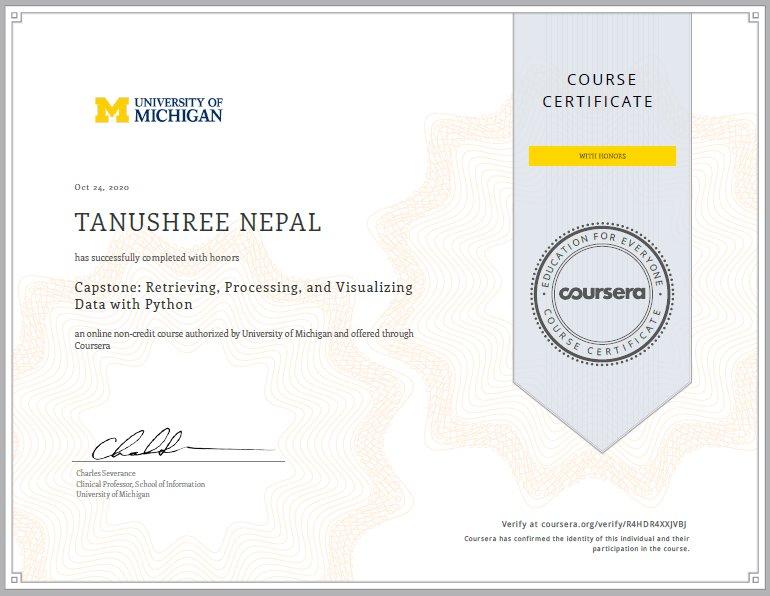 UNIVERSITY OF
MICHIGAN
COURSE
CERTIFICATE
WITH HONORS
Oct 24, 2020
TANUSHREE NEPAL
has successfully completed with honors
Capstone: Retrieving, Processing, and Visualizing
Data with Python
an online non-credit course authorized by University of Michigan and offered through
Coursera
EDUCATION FOR EVERYONE
coursera
COURSE CERTIFICATE
Charles Severance
Clinical Professor, School of Information
University of Michigan
Verify at coursera.org/verify/R4HDR4XXJVBJ
Coursera has confirmed the identity of this individual and their
participation in the course.